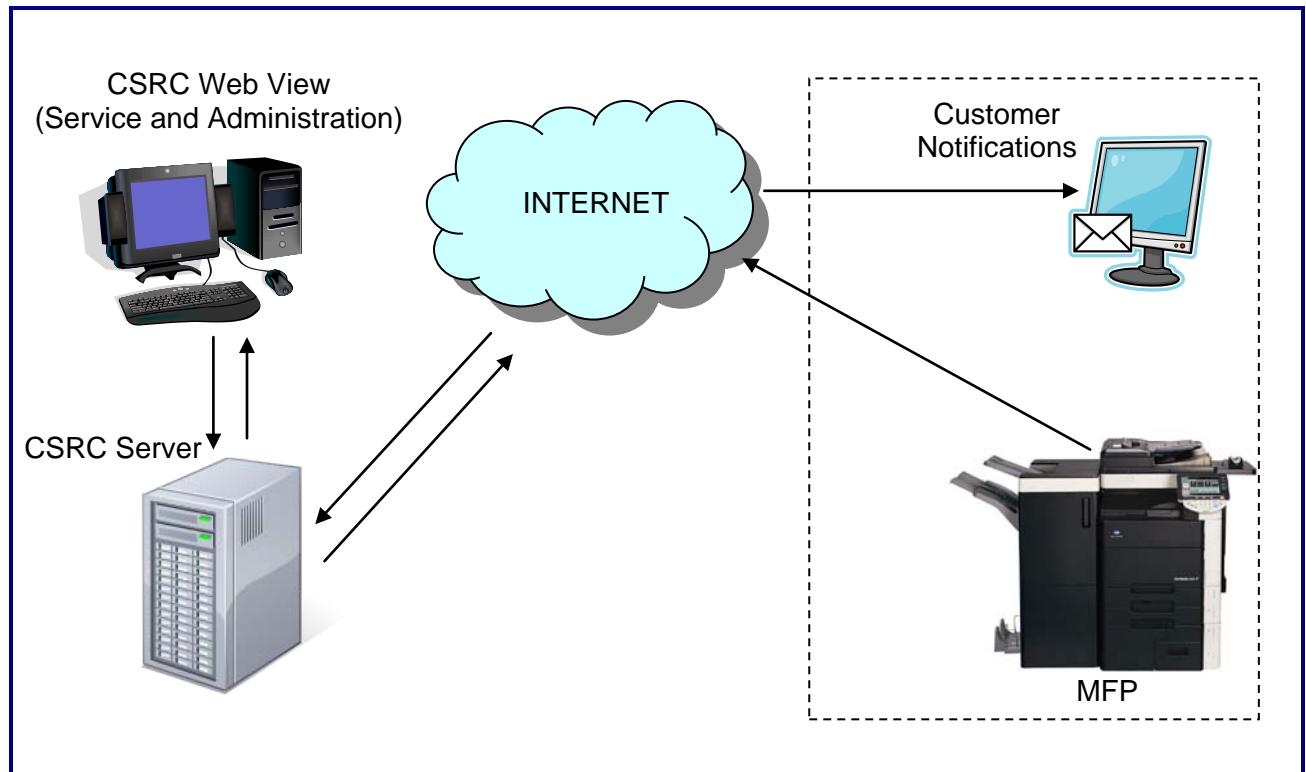 CSRC Web View
(Service and Administration)
INTERNET
Customer
Notifications
CSRC Server
MFP